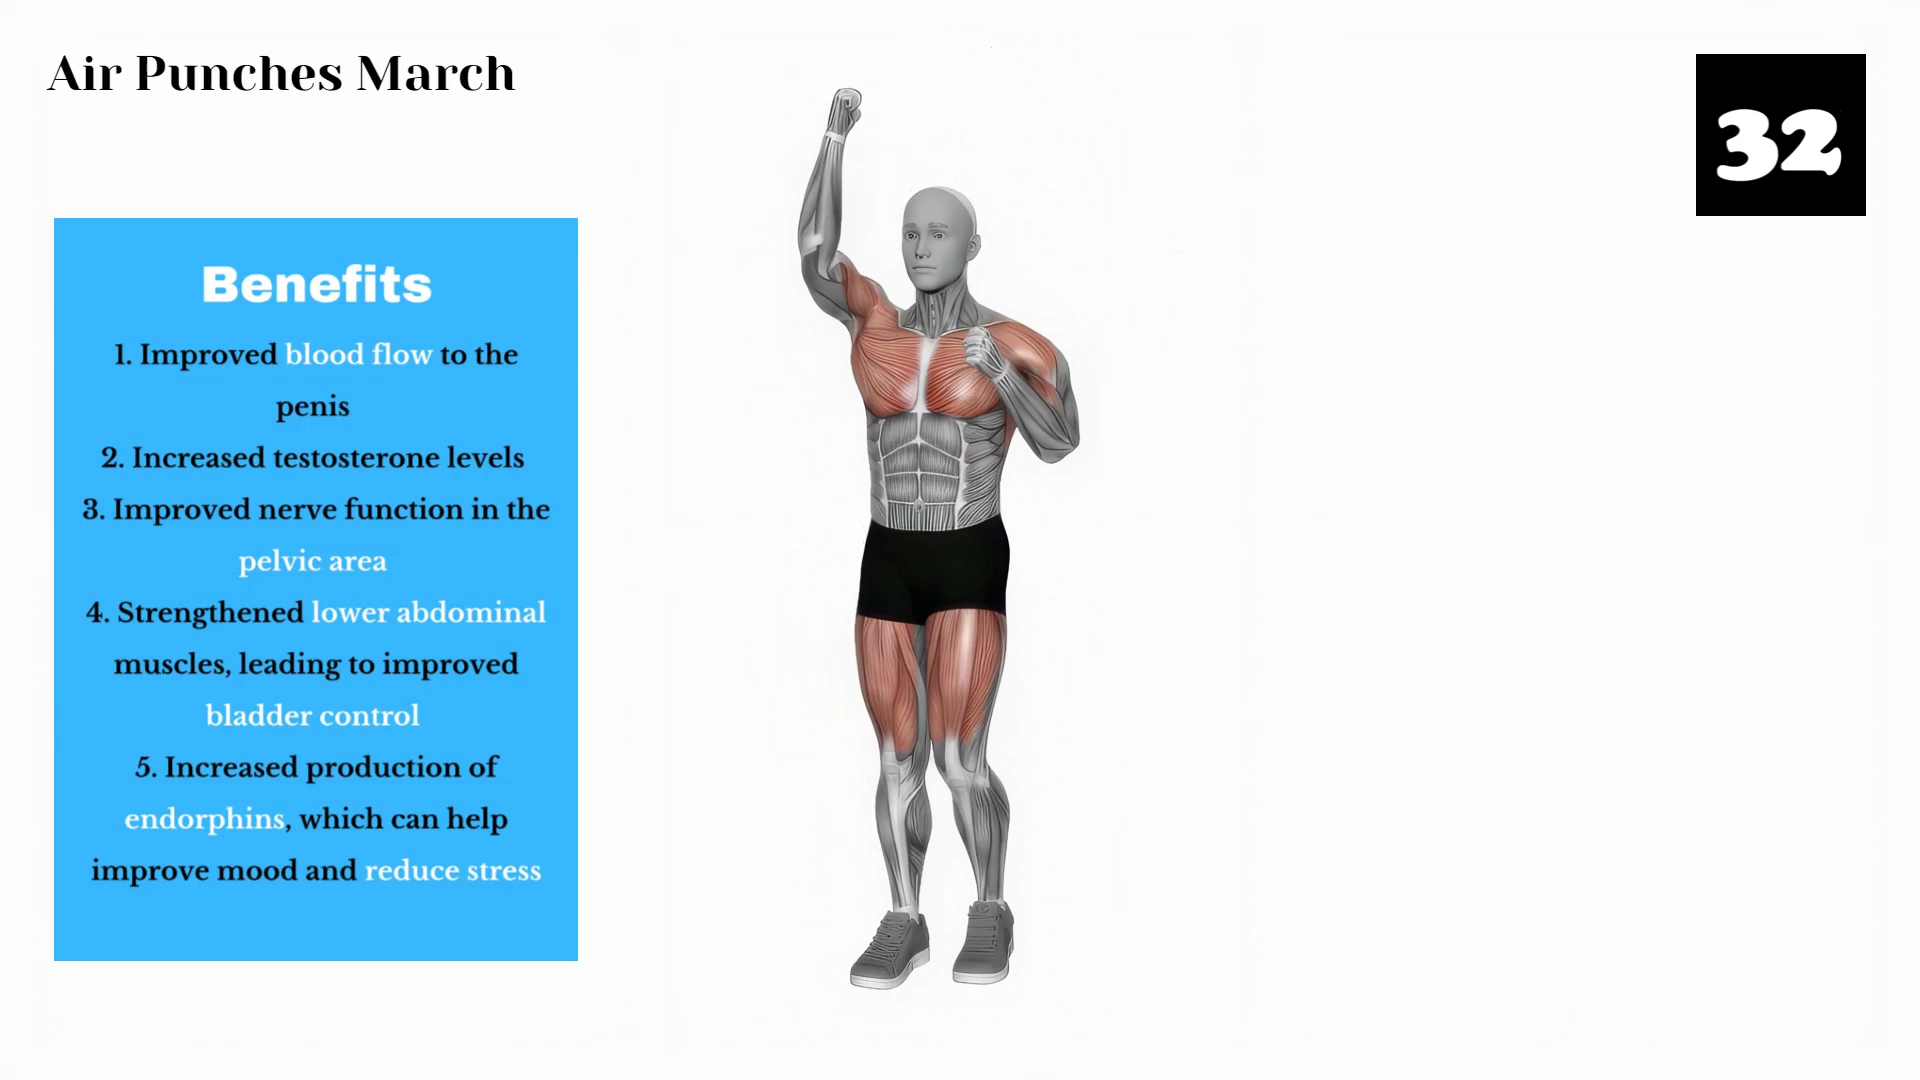 Air Punches March
32
Benefits
1. Improved blood flow to the
penis
2. Increased testosterone levels
3. Improved nerve function in the
pelvic area
4. Strengthened lower abdominal
muscles, leading to improved
bladder control
5. Increased production of
endorphins, which can help
improve mood and reduce stress